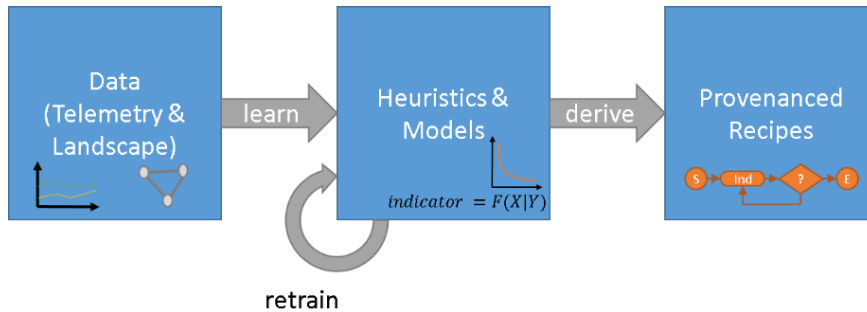 Data
(Telemetry &
Landscape)
learn
Heuristics &
Models
indicator = F(X|Y)
retrain
derive
Provenanced
Recipes
S
Ind
?
E